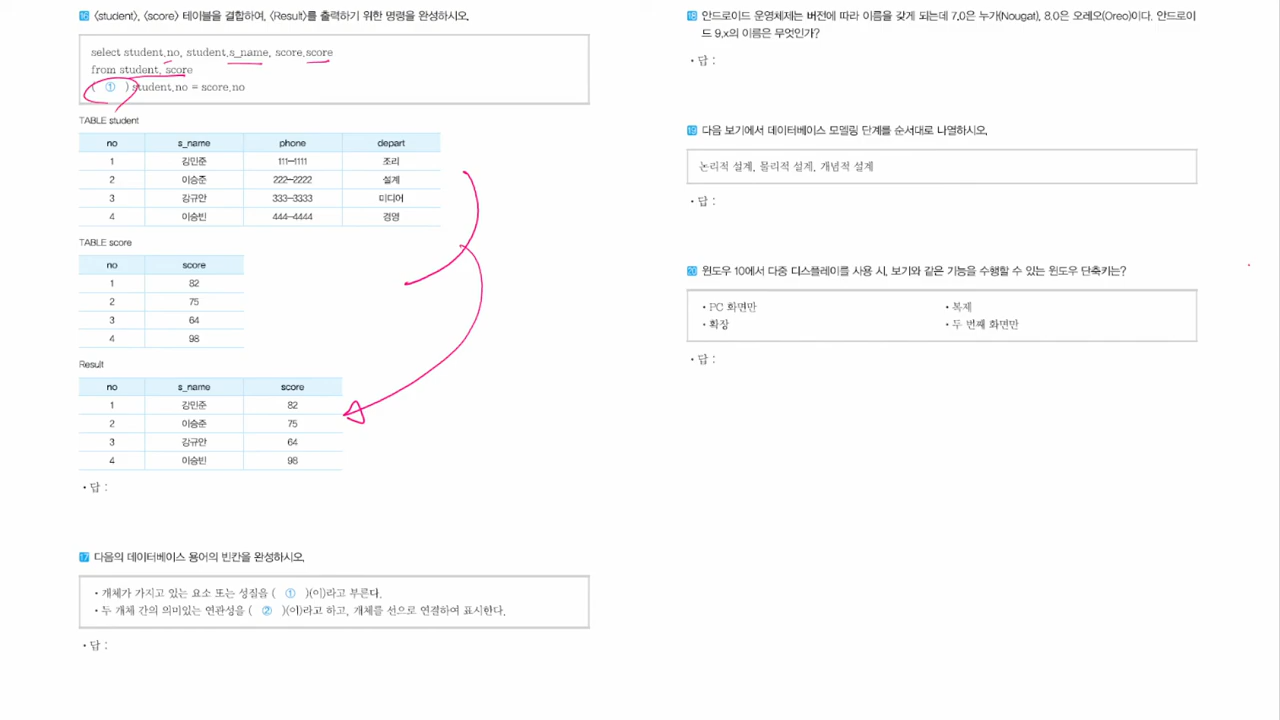 16 <student>, <score> 테이블을 결합하여, <Result>를 출력하기 위한 명령을 완성하시오.
select student.no, student.s_name, score.score
from student, score
( ① ) student.no = score.no
TABLE student
no s_name phone depart
1 강민준 111-1111 조리
2 이승준 222-2222 설계
3 강규안 333-3333 미디어
4 이승빈 444-4444 경영
TABLE score
no score
1 82
2 75
3 64
4 98
Result
no s_name score
1 강민준 82
2 이승준 75
3 강규안 64
4 이승빈 98
• 답 :
17 다음의 데이터베이스 용어의 빈칸을 완성하시오.
• 개체가 가지고 있는 요소 또는 성질을 ( ① )(이)라고 부른다.
• 두 개체 간의 의미있는 연관성을 ( ② )(이)라고 하고, 개체를 선으로 연결하여 표시한다.
• 답 :
18 안드로이드 운영체제는 버전에 따라 이름을 갖게 되는데 7.0은 누가(Nougat), 8.0은 오레오(Oreo)이다. 안드로이
드 9.x의 이름은 무엇인가?
• 답 :
19 다음 보기에서 데이터베이스 모델링 단계를 순서대로 나열하시오.
논리적 설계, 물리적 설계, 개념적 설계
• 답 :
20 윈도우 10에서 다중 디스플레이를 사용 시, 보기와 같은 기능을 수행할 수 있는 윈도우 단축키는?
• PC 화면만 • 복제
• 확장 • 두 번째 화면만
• 답 :